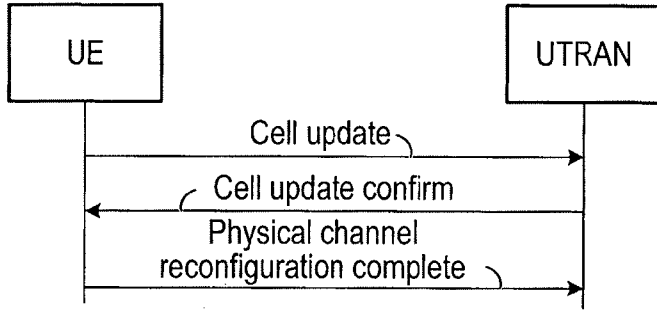 UE
UTRAN
Cell update
Cell update confirm
Physical channel
reconfiguration complete